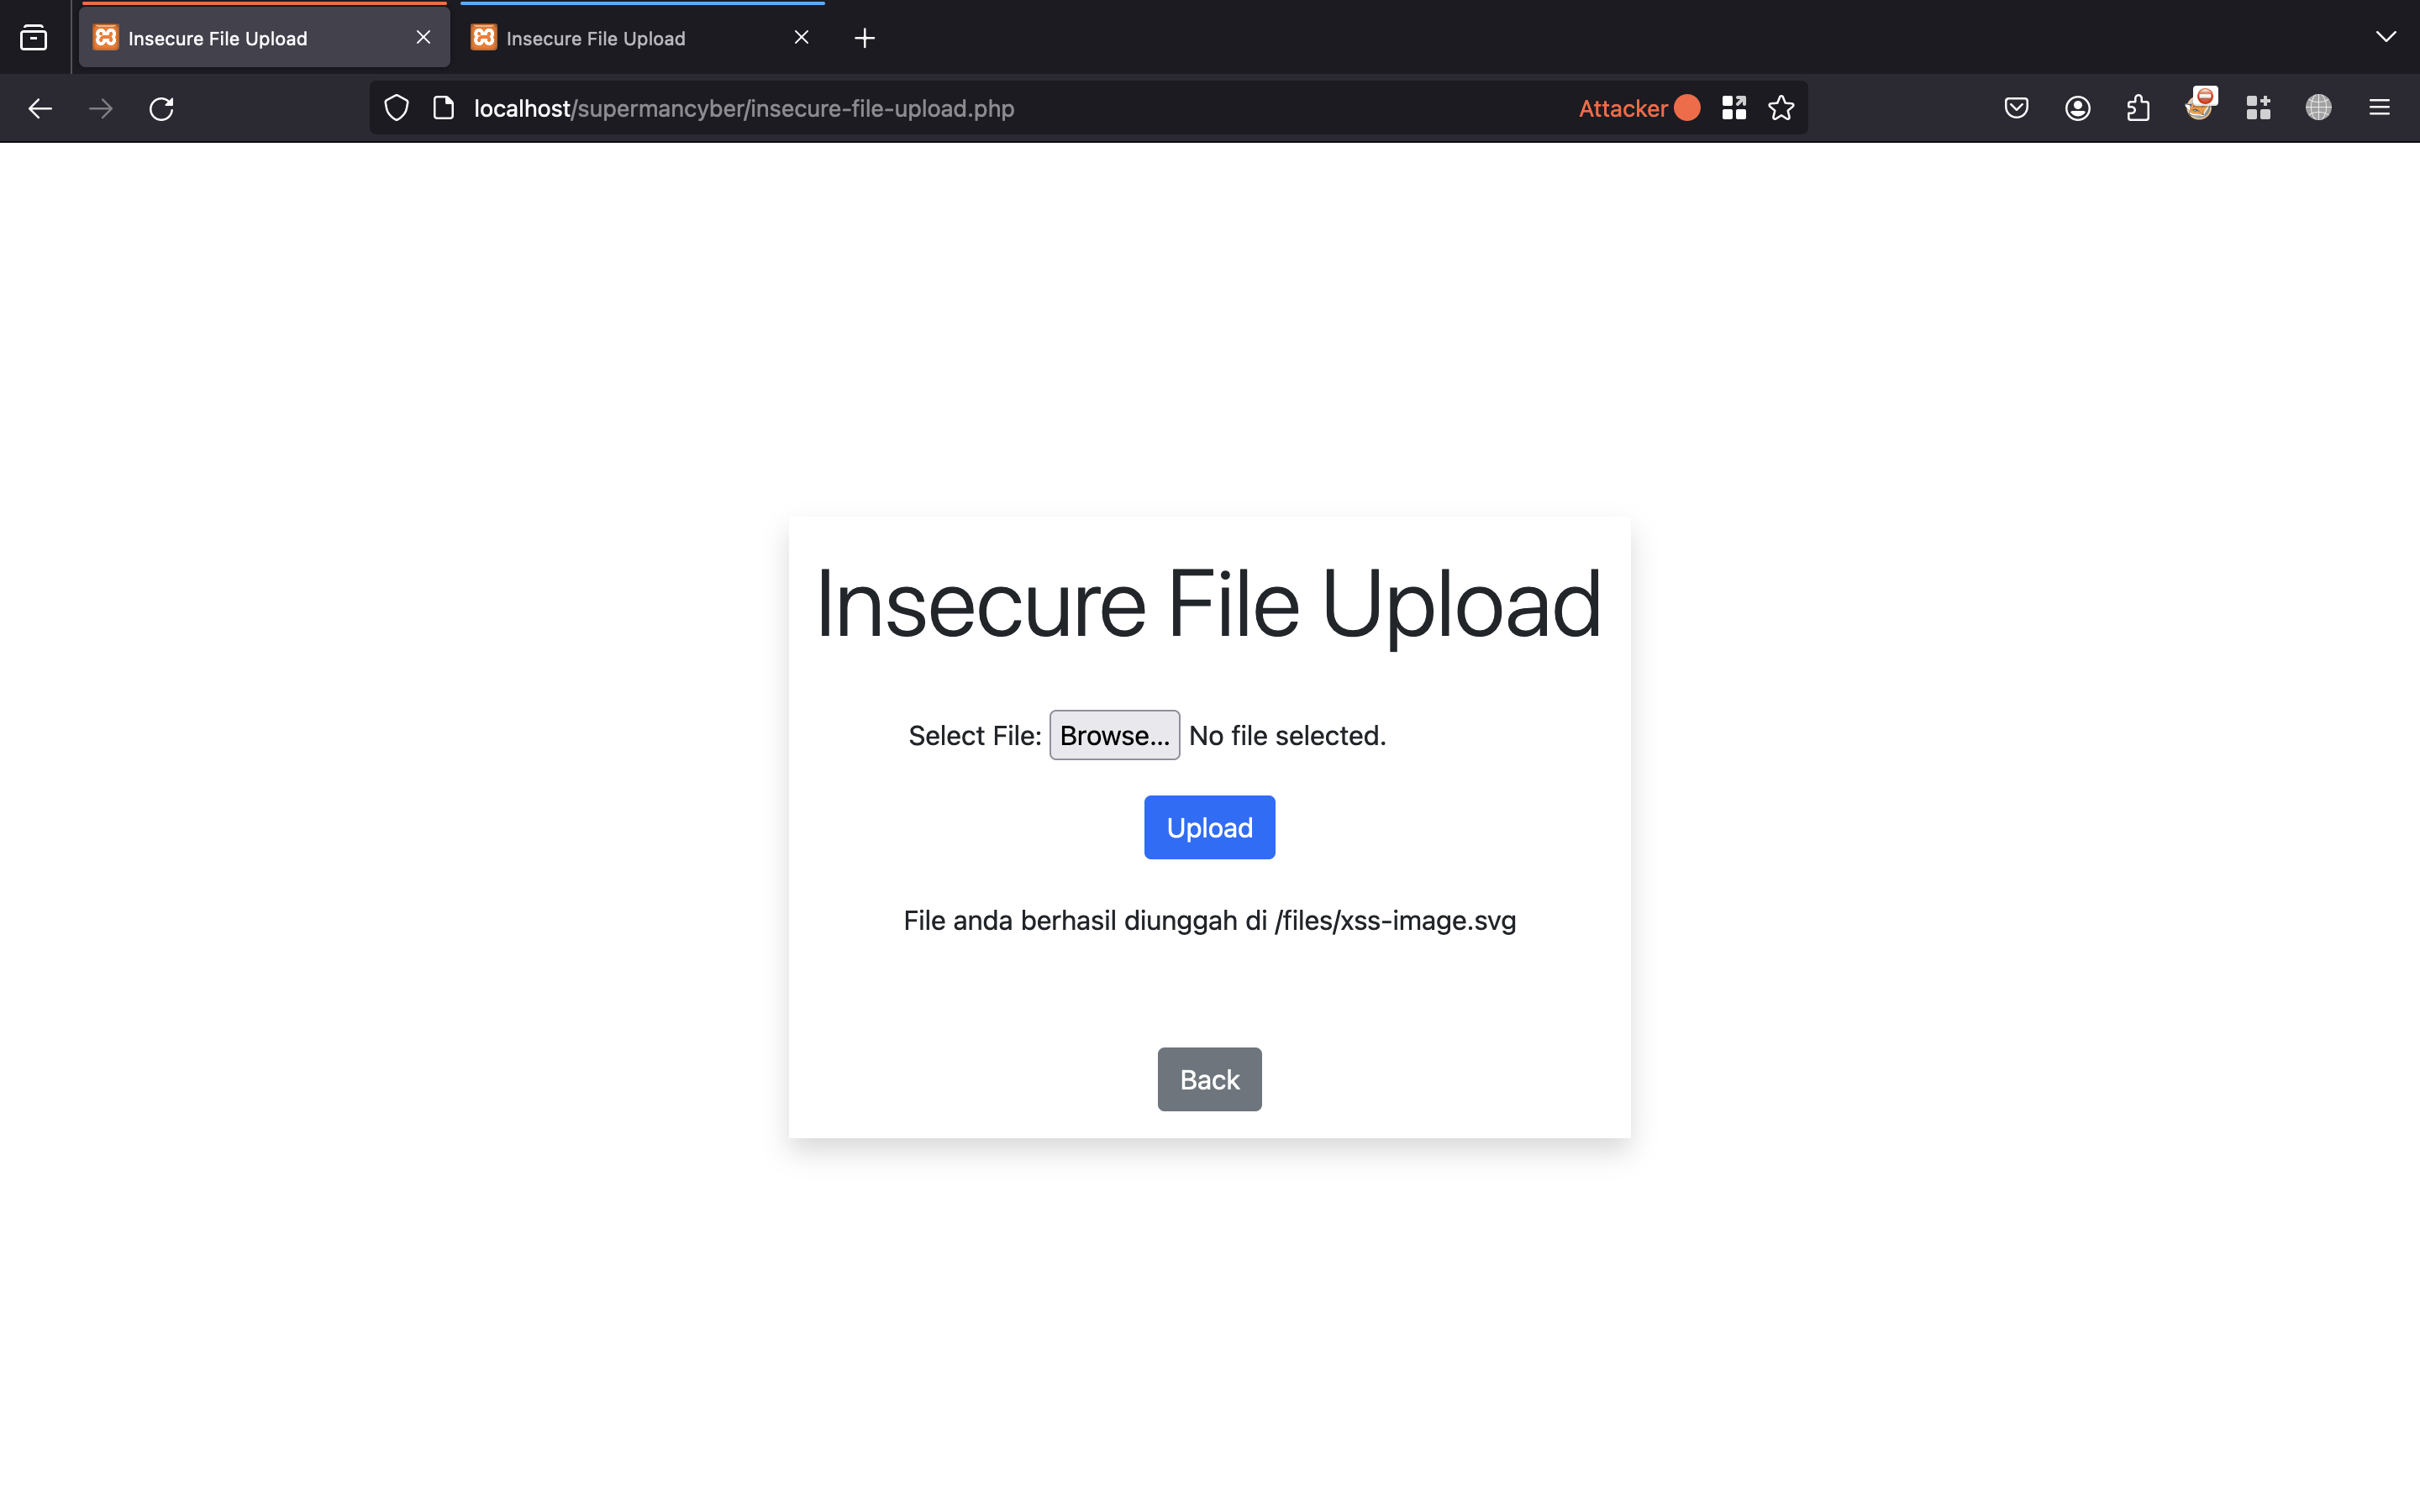 Insecure File Upload
Insecure File Upload
localhost/supermancyber/insecure-file-upload.php
Attacker
Insecure File Upload
Select File: Browse... No file selected.
Upload
File anda berhasil diunggah di /files/xss-image.svg
Back